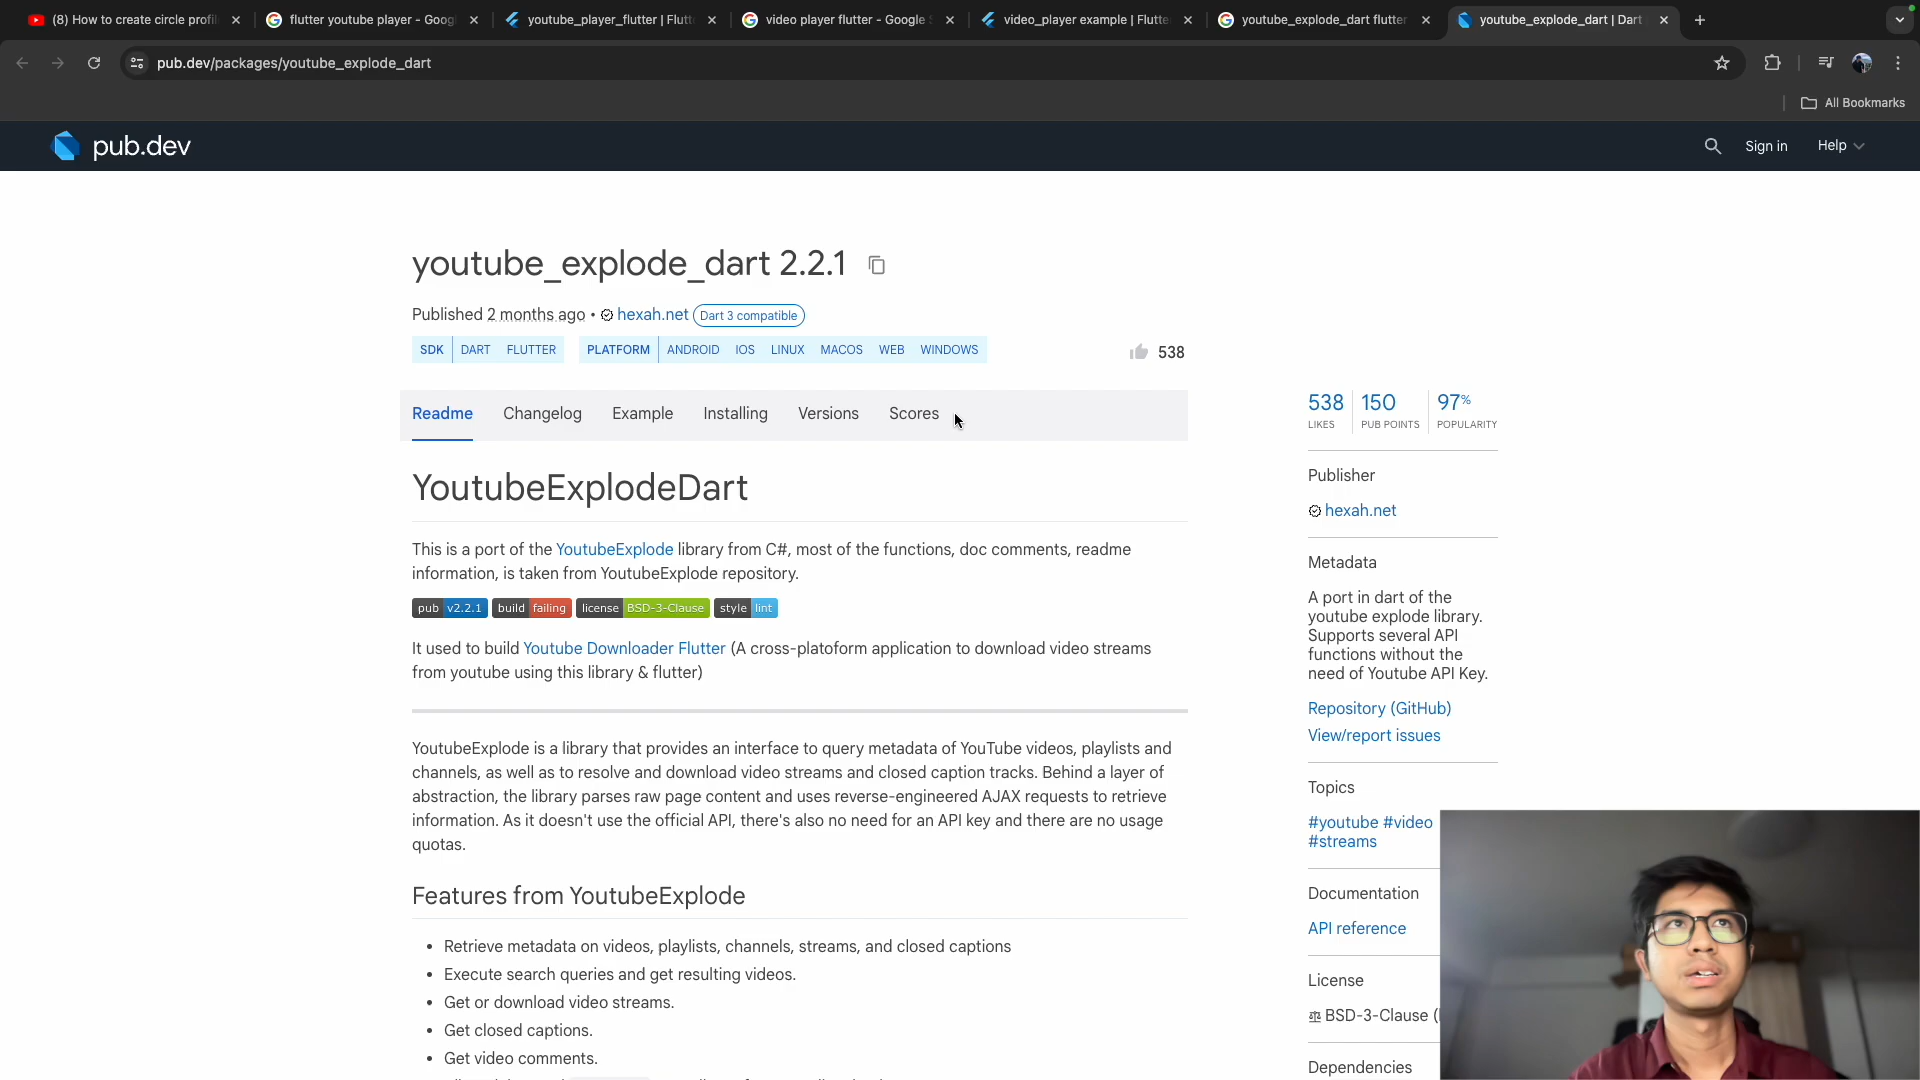 (8) How to create circle profil
flutter youtube player - Goog
youtube_player_flutter | Flutt
video player flutter - Google S
video_player example | Flutte
youtube_explode_dart flutter
youtube_explode_dart | Dart
pub.dev/packages/youtube_explode_dart
All Bookmarks
pub.dev
Sign in
Help
youtube_explode_dart 2.2.1
Published 2 months ago • hexah.net Dart 3 compatible
SDK DART FLUTTER PLATFORM ANDROID IOS LINUX MACOS WEB WINDOWS
538
Readme Changelog Example Installing Versions Scores
YoutubeExplodeDart
This is a port of the YoutubeExplode library from C#, most of the functions, doc comments, readme
information, is taken from YoutubeExplode repository.
pub v2.2.1 build failing license BSD-3-Clause style lint
It used to build Youtube Downloader Flutter (A cross-platoform application to download video streams
from youtube using this library & flutter)
YoutubeExplode is a library that provides an interface to query metadata of YouTube videos, playlists and
channels, as well as to resolve and download video streams and closed caption tracks. Behind a layer of
abstraction, the library parses raw page content and uses reverse-engineered AJAX requests to retrieve
information. As it doesn't use the official API, there's also no need for an API key and there are no usage
quotas.
Features from YoutubeExplode
• Retrieve metadata on videos, playlists, channels, streams, and closed captions
• Execute search queries and get resulting videos.
• Get or download video streams.
• Get closed captions.
• Get video comments.
538 150 97%
LIKES PUB POINTS POPULARITY
Publisher
hexah.net
Metadata
A port in dart of the
youtube explode library.
Supports several API
functions without the
need of Youtube API Key.
Repository (GitHub)
View/report issues
Topics
#youtube #video
#streams
Documentation
API reference
License
BSD-3-Clause (
Dependencies